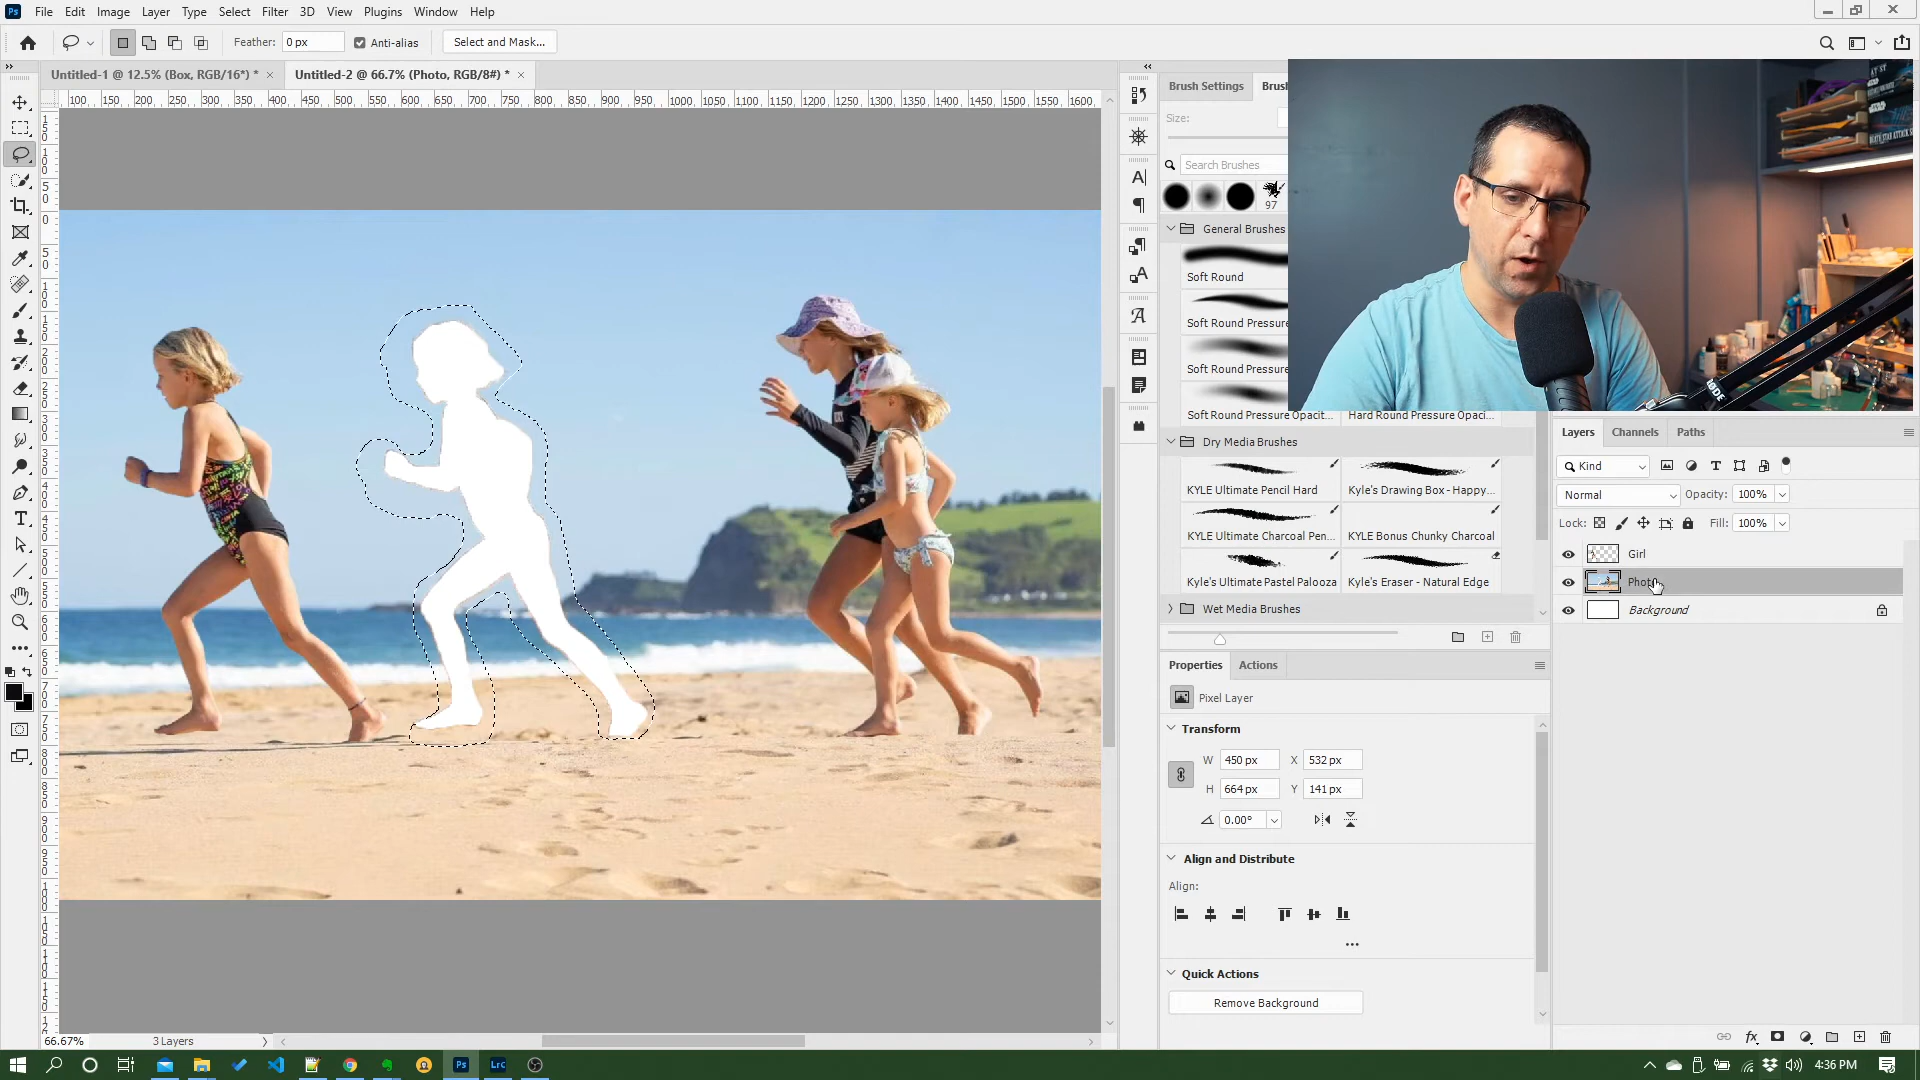 Ps File Edit Image Layer Type Select Filter 3D View Plugins Window Help
Feather: 0 px Anti-alias Select and Mask...
Untitled-1 @ 12.5% (Box, RGB/16*) * × Untitled-2 @ 66.7% (Photo, RGB/8#) * ×
100 150 200 250 300 350 400 450 500 550 600 650 700 750 800 850 900 950 1000 1050 1100 1150 1200 1250 1300 1350 1400 1450 1500 1550 1600
Brush Settings Brush
Size:
Search Brushes
97
General Brushes
Soft Round
Soft Round Pressure
Soft Round Pressure
Soft Round Pressure Opacit... Hard Round Pressure Opaci...
Dry Media Brushes
KYLE Ultimate Pencil Hard Kyle's Drawing Box - Happy...
KYLE Ultimate Charcoal Pen... KYLE Bonus Chunky Charcoal
Kyle's Ultimate Pastel Palooza Kyle's Eraser - Natural Edge
Wet Media Brushes
Properties Actions
Pixel Layer
Transform
W 450 px X 532 px
H 664 px Y 141 px
0.00°
Align and Distribute
Align:
Quick Actions
Remove Background
RØDE
Layers Channels Paths
Kind
Normal Opacity: 100%
Lock: Fill: 100%
Girl
Photo
Background
66.67% 3 Layers
Ps LrC
4:36 PM